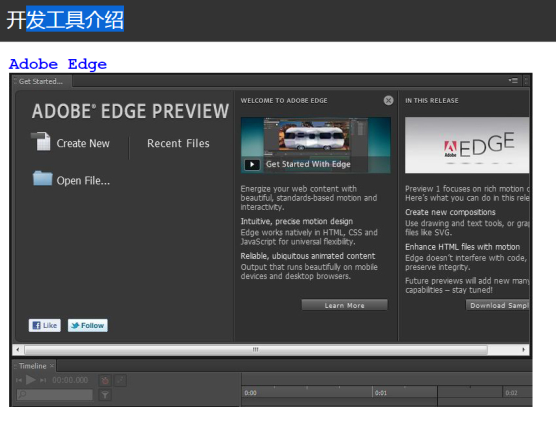 开发工具介绍
Adobe Edge
Get Started...
ADOBE® EDGE PREVIEW
Create New
Recent Files
Open File...
Like
Follow
WELCOME TO ADOBE EDGE
Get Started With Edge
Energize your web content with
beautiful, standards-based motion and
interactivity.
Intuitive, precise motion design
Edge works natively in HTML, CSS and
JavaScript for universal flexibility.
Reliable, ubiquitous animated content
Output that runs beautifully on mobile
devices and desktop browsers.
Learn More
IN THIS RELEASE
Adobe EDGE
Preview 1 focuses on rich motion
Here's what you can do in this rele
Create new compositions
Use drawing and text tools, or gra
files like SVG.
Enhance HTML files with motion
Edge doesn't interfere with code,
preserve integrity.
Future previews will add new man
capabilities – stay tuned!
Download Sampl
Timeline
00:00.000
0:00
0:01
0:02